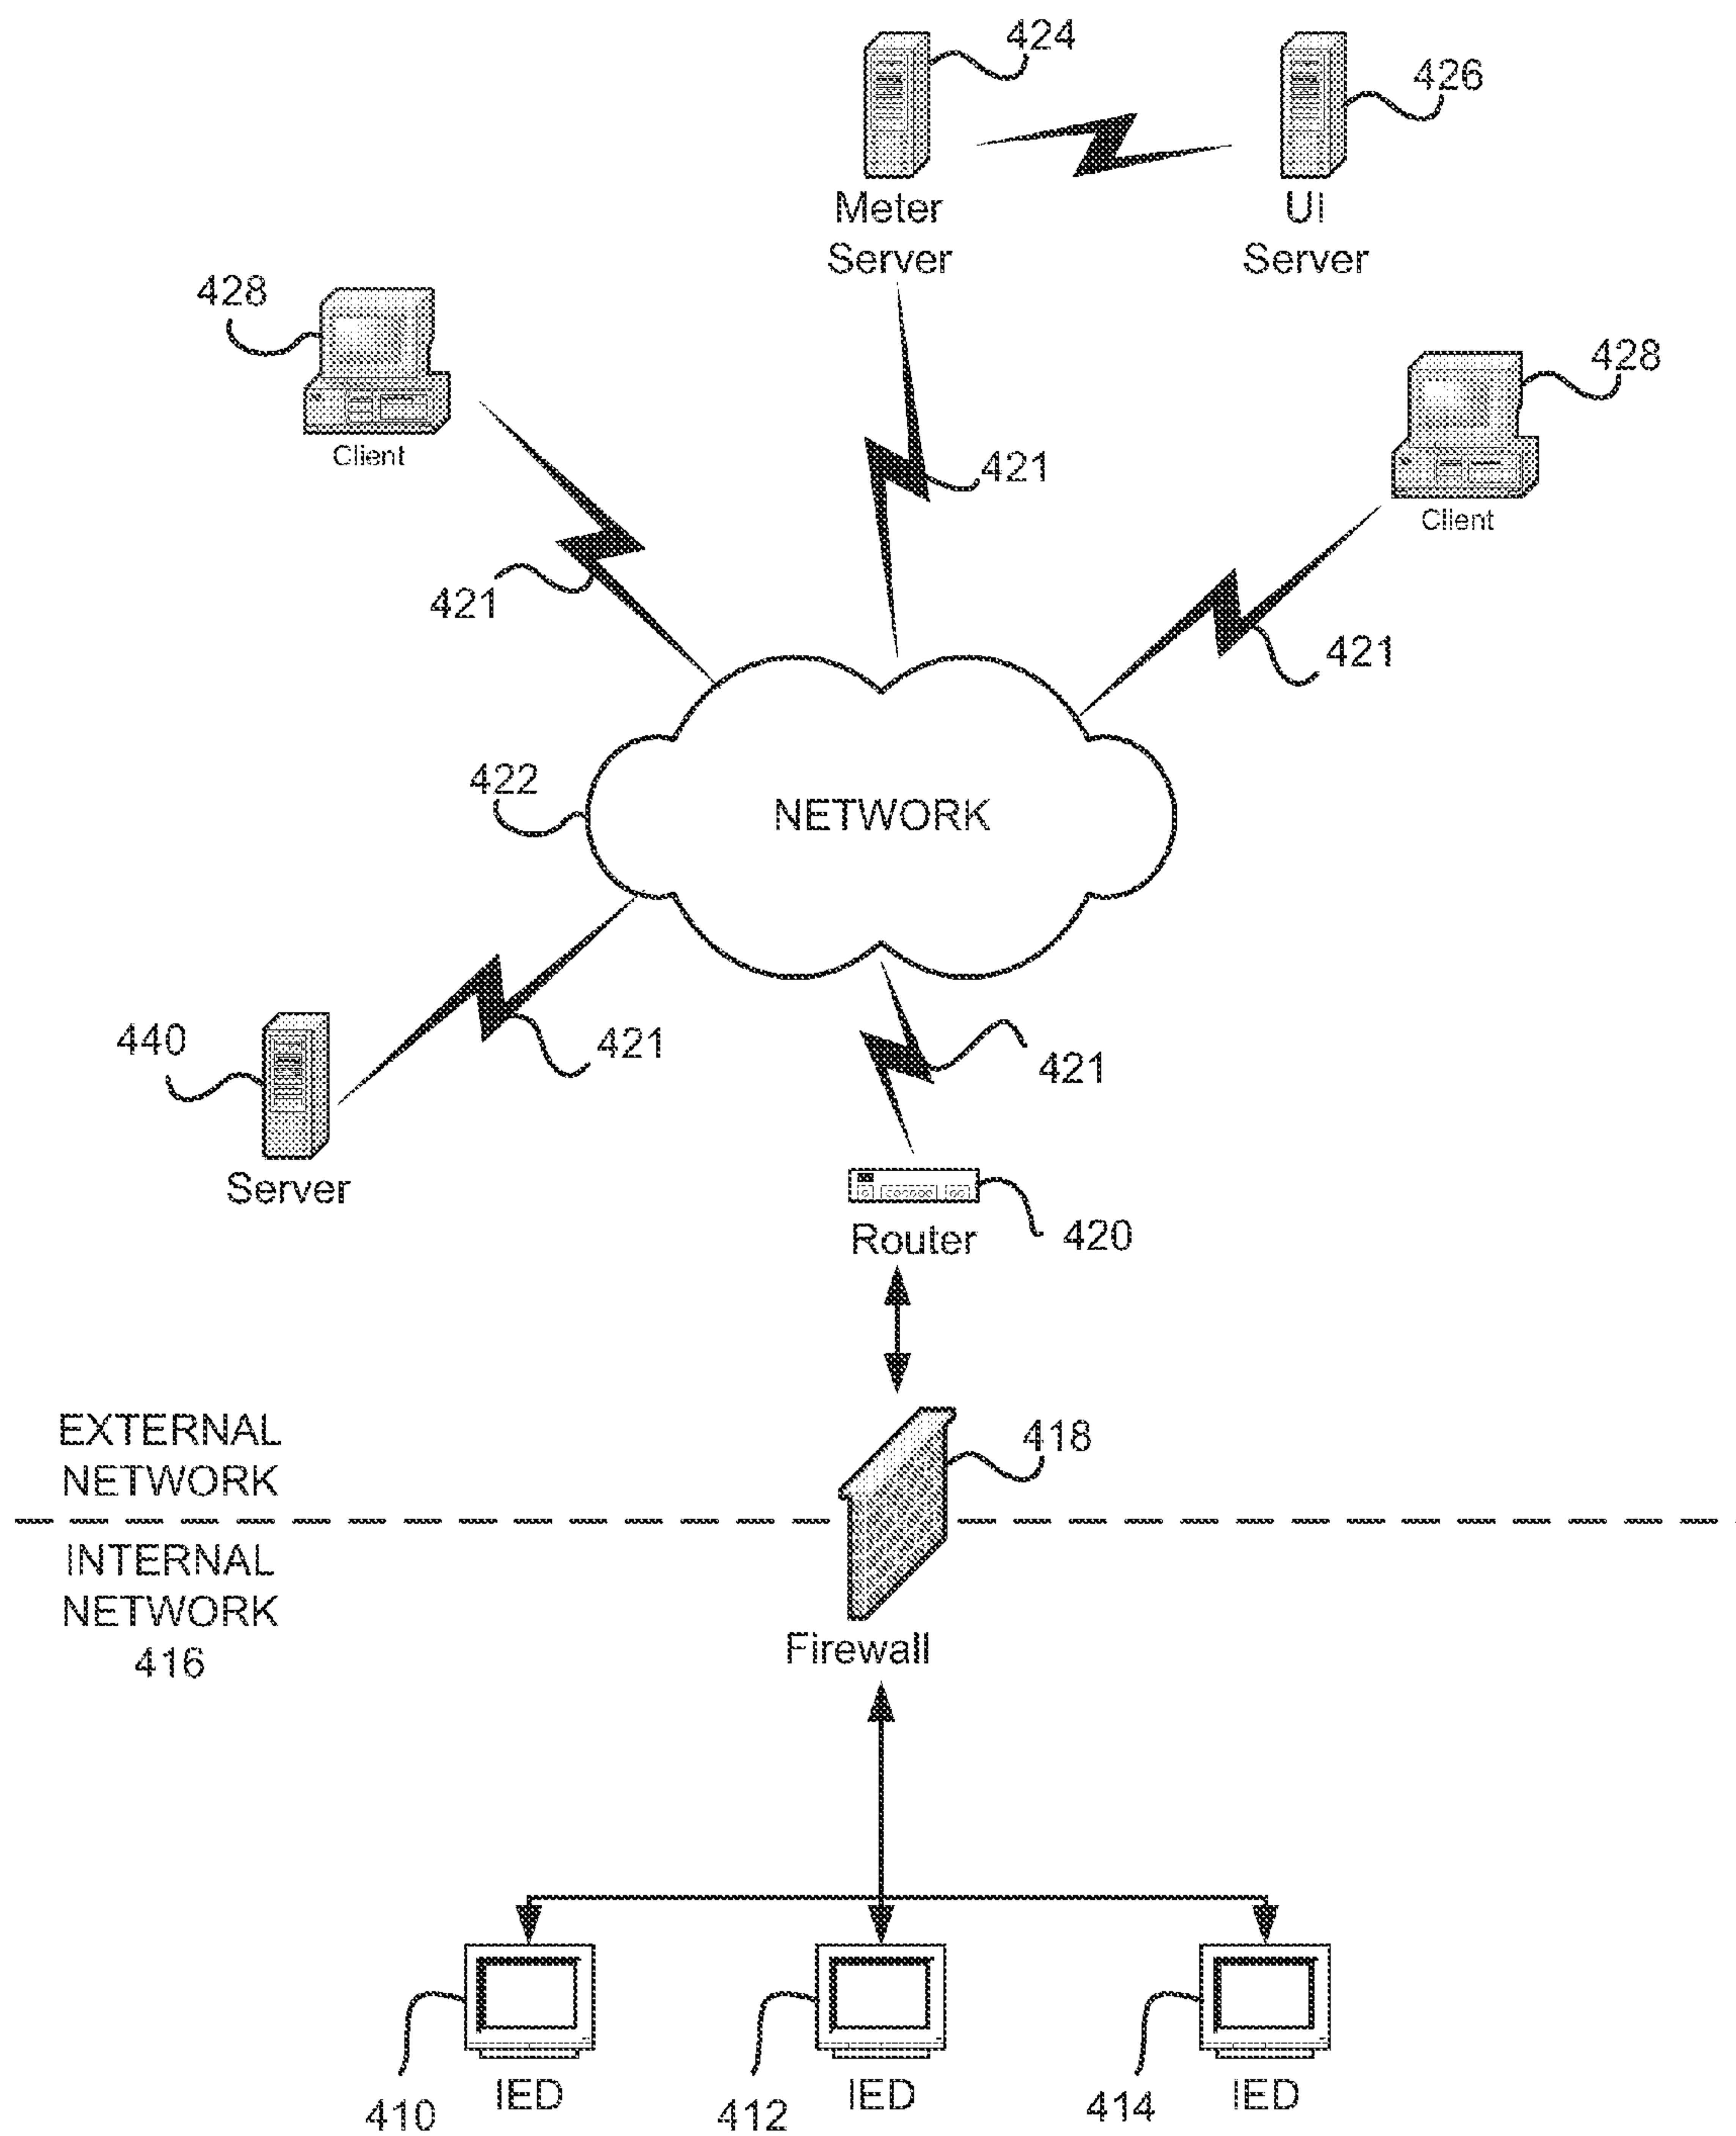 424
426
Meter
Server
UI
Server
428
Client
428
Client
421
421
421
422
NETWORK
440
Server
421
421
Router
420
EXTERNAL
NETWORK
418
INTERNAL
NETWORK
416
Firewall
410
IED
412
IED
414
IED